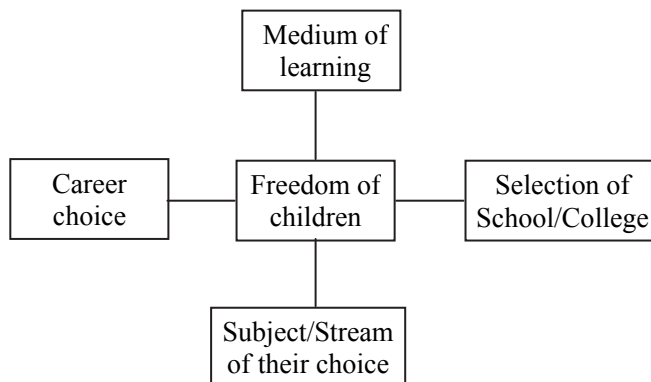 Medium of
learning
Career
choice
Freedom of
children
Selection of
School/College
Subject/Stream
of their choice